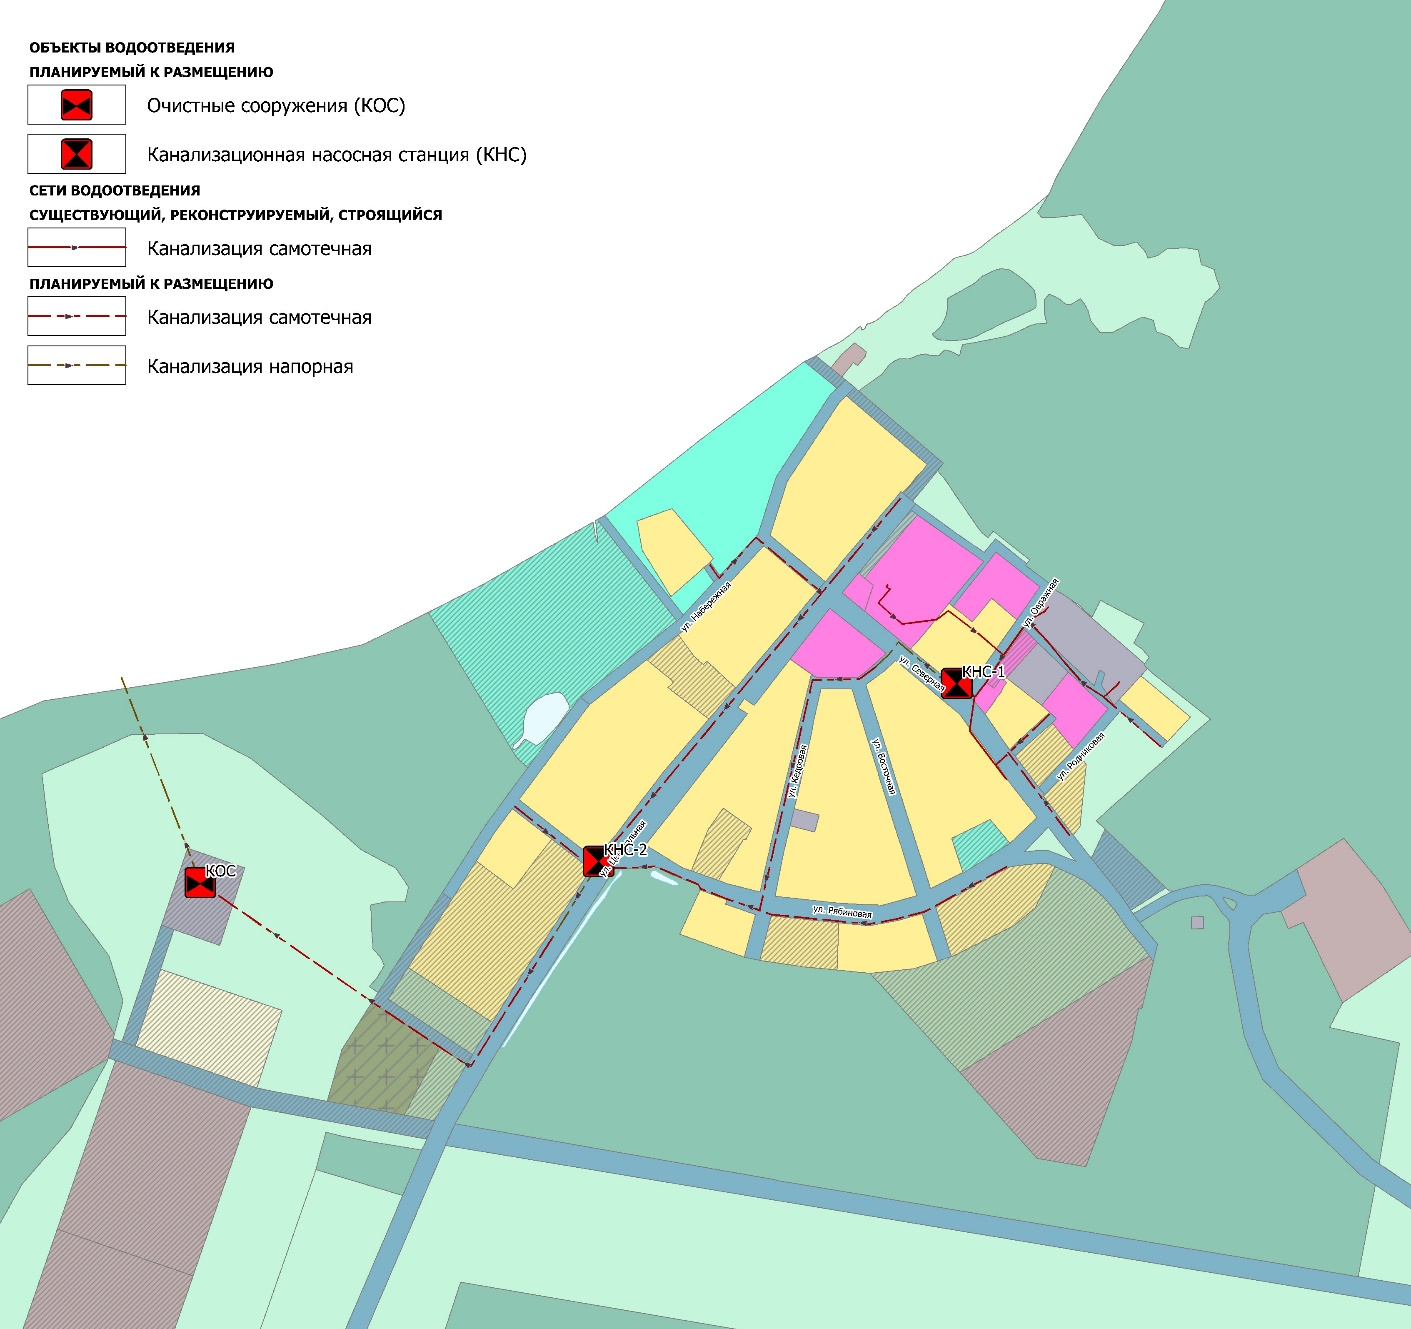 ОБЪЕКТЫ ВОДООТВЕДЕНИЯ
ПЛАНИРУЕМЫЙ К РАЗМЕЩЕНИЮ
Очистные сооружения (КОС)
Канализационная насосная станция (КНС)
СЕТИ ВОДООТВЕДЕНИЯ
СУЩЕСТВУЮЩИЙ, РЕКОНСТРУИРУЕМЫЙ, СТРОЯЩИЙСЯ
Канализация самотечная
ПЛАНИРУЕМЫЙ К РАЗМЕЩЕНИЮ
Канализация самотечная
Канализация напорная
ул. Набережная
ул. Овражная
ул. Северная
КНС-1
ул. Кедровая
ул. Восточная
ул. Родниковая
КНС-2
КОС
ул. Рябиновая